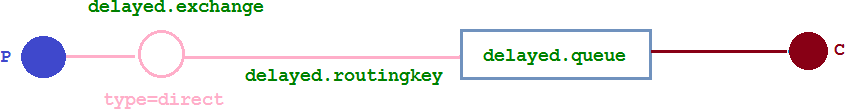 delayed.exchange
P
delayed.queue
C
delayed.routingkey
type=direct